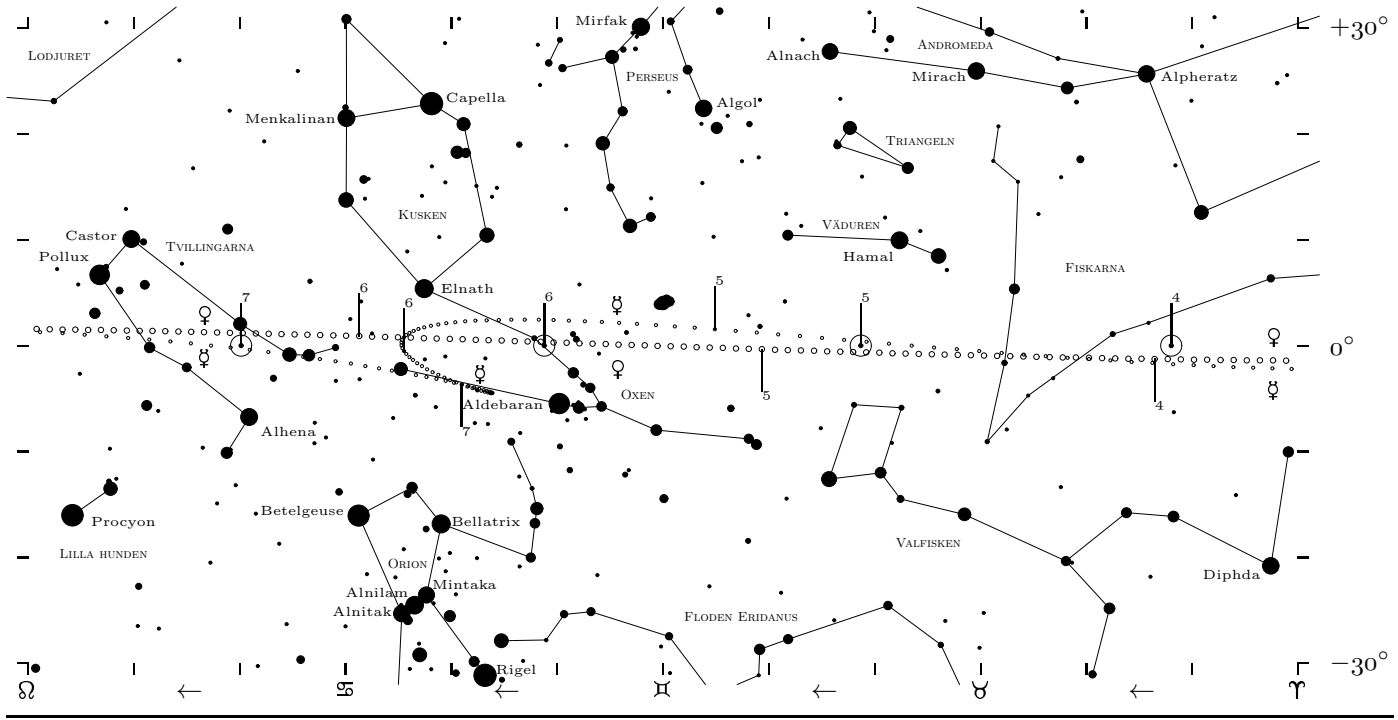 Mirfak
+30°
Lodjuret
Alnach
Andromeda
Mirach
Alpheratz
Perseus
Capella
Algol
Menkalinan
Triangeln
Kusken
Väduren
Castor
Tvillingarna
Pollux
Hamal
Fiskarna
Elnath
7
6
6
6
☿
5
5
4
♀
♀
0°
☿
☿
♀
Oxen
Aldebaran
5
4
☿
7
Alhena
Betelgeuse
Bellatrix
Procyon
Lilla hunden
Orion
Valfisken
Diphda
Mintaka
Alnilam
Alnitak
Floden Eridanus
Rigel
−30°
♌ ← ♋ ← ♊ ← ♉ ← ♈